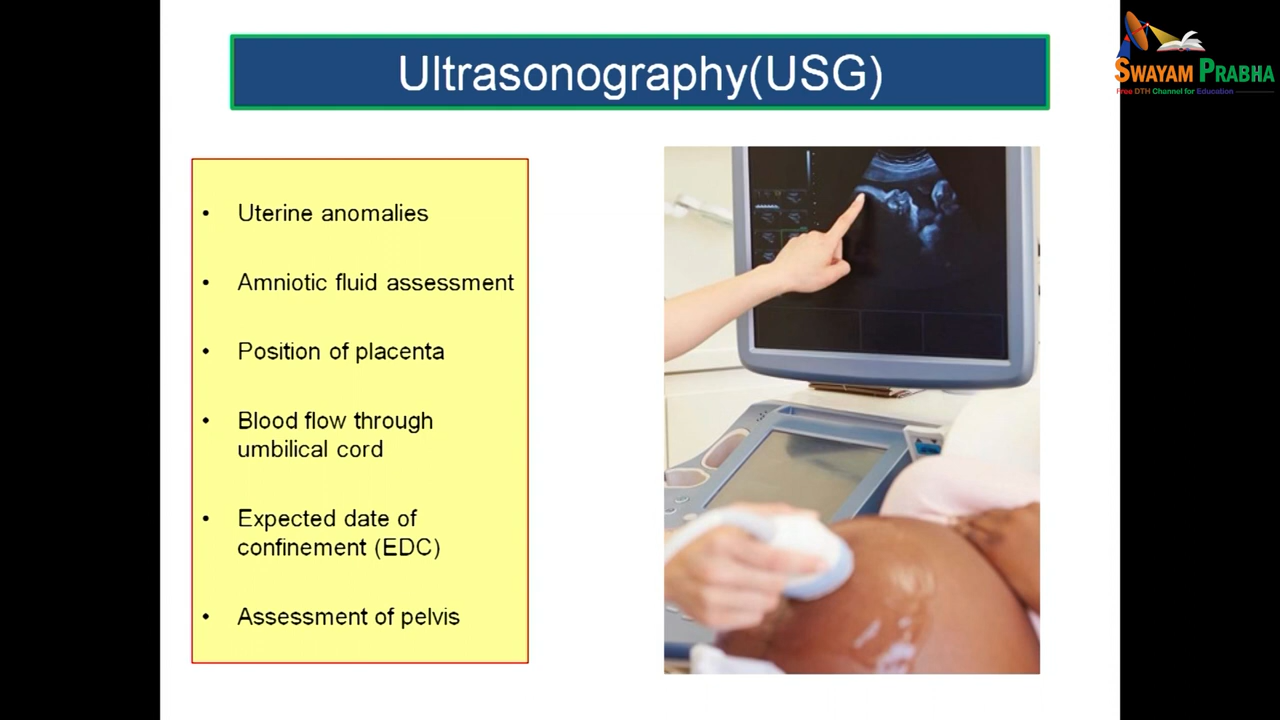 Ultrasonography(USG)
SWAYAM PRABHA
Free DTH Channel for Education
• Uterine anomalies
• Amniotic fluid assessment
• Position of placenta
• Blood flow through
umbilical cord
• Expected date of
confinement (EDC)
• Assessment of pelvis